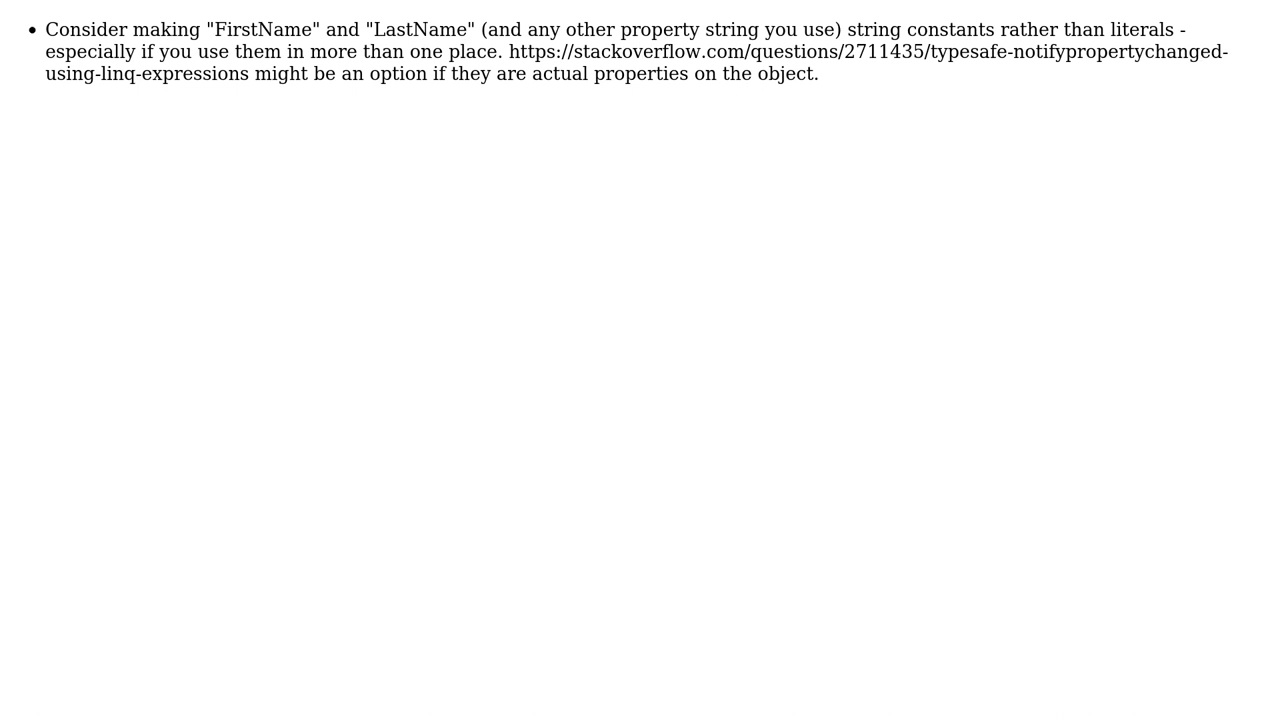 • Consider making "FirstName" and "LastName" (and any other property string you use) string constants rather than literals -
especially if you use them in more than one place. https://stackoverflow.com/questions/2711435/typesafe-notifypropertychanged-
using-linq-expressions might be an option if they are actual properties on the object.